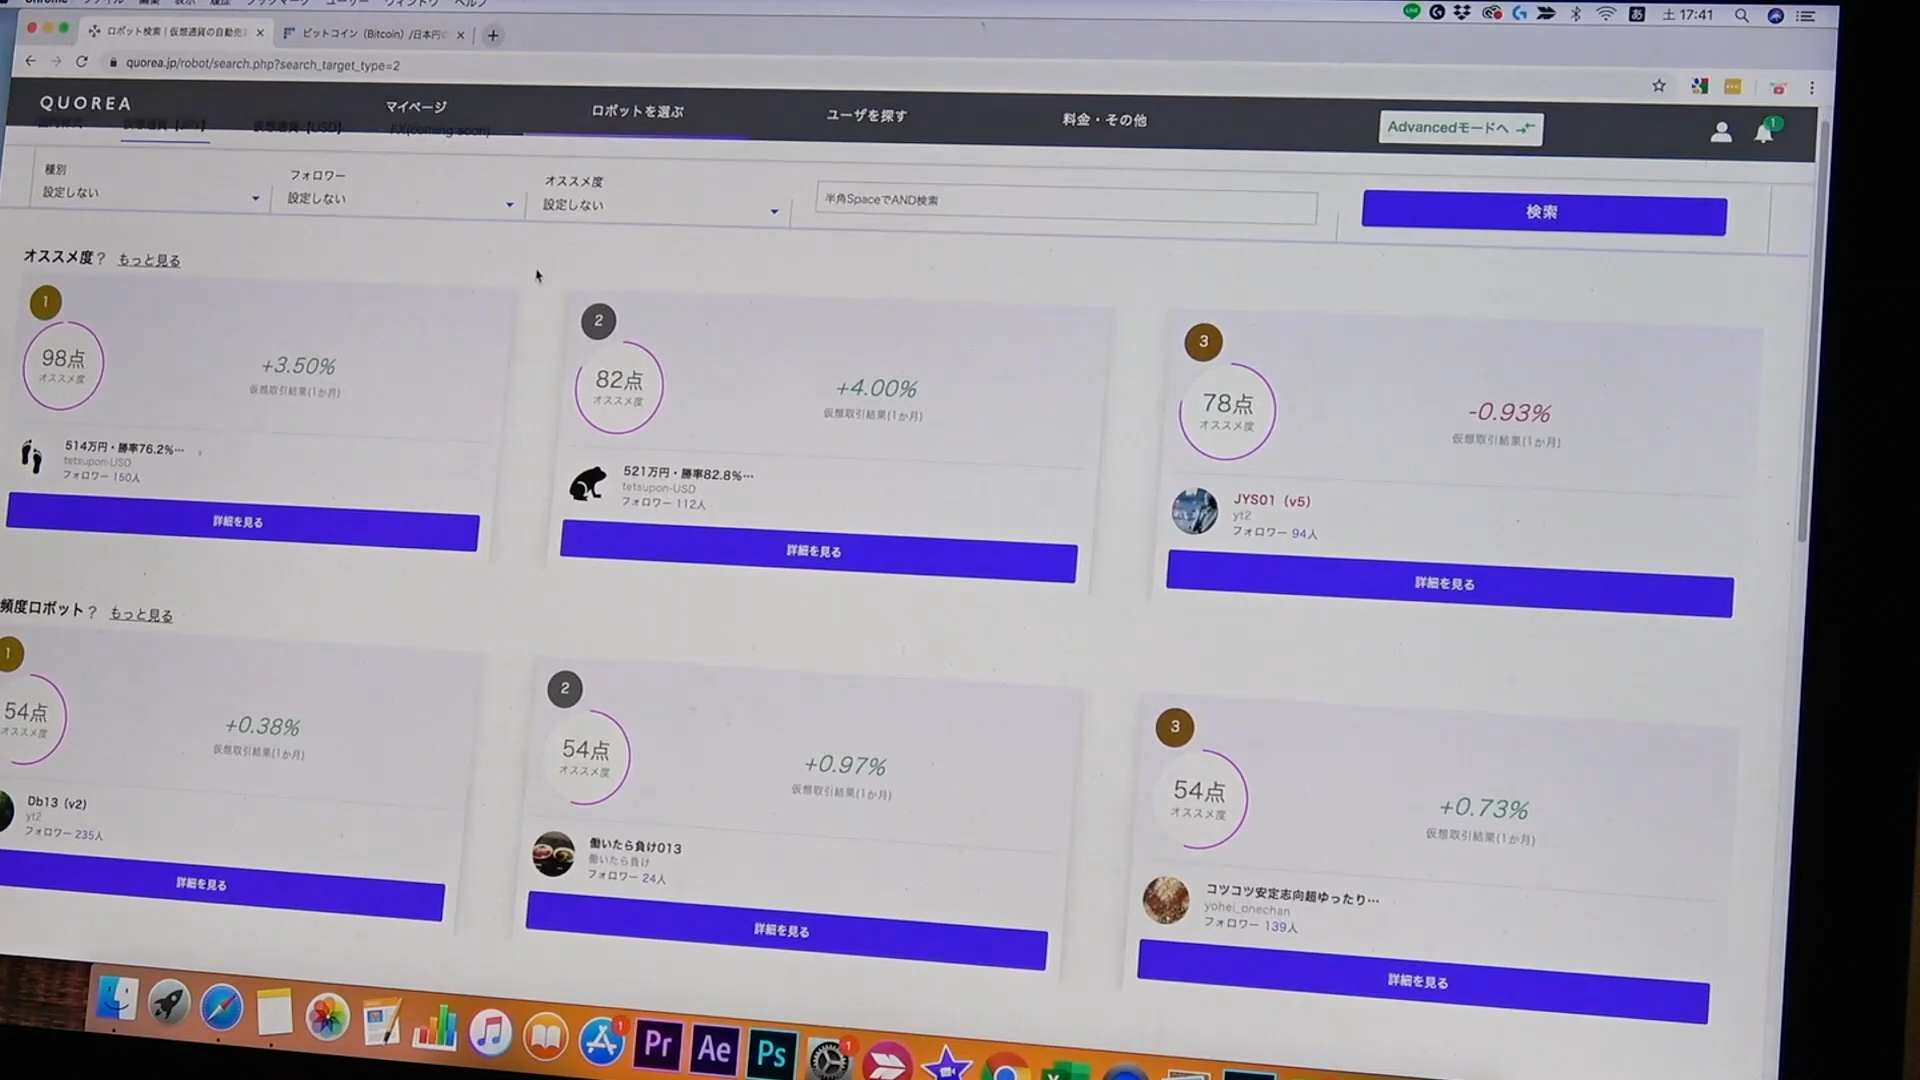 土 17:41
ロボット検索 | 仮想通貨の自動売
ビットコイン（Bitcoin）/日本円
quorea.jp/robot/search.php?search_target_type=2
QUOREA
マイページ
ロボットを選ぶ
ユーザを探す
料金・その他
Advancedモードへ
1
仮想通貨【JPY】
仮想通貨【USD】
FX(coming soon)
種別
設定しない
フォロワー
設定しない
オススメ度
設定しない
半角SpaceでAND検索
検索
オススメ度？ もっと見る
1
98点
オススメ度
+3.50%
仮想取引結果(1か月)
514万円・勝率76.2%…
tetsupon-USD
フォロワー 150人
詳細を見る
2
82点
オススメ度
+4.00%
仮想取引結果(1か月)
521万円・勝率82.8%…
tetsupon-USD
フォロワー 112人
詳細を見る
3
78点
オススメ度
-0.93%
仮想取引結果(1か月)
JYS01（v5）
yt2
フォロワー 94人
詳細を見る
頻度ロボット？ もっと見る
1
54点
オススメ度
+0.38%
仮想取引結果(1か月)
Db13（v2）
yt2
フォロワー 235人
詳細を見る
2
54点
オススメ度
+0.97%
仮想取引結果(1か月)
働いたら負け013
働いたら負け
フォロワー 24人
詳細を見る
3
54点
オススメ度
+0.73%
仮想取引結果(1か月)
コツコツ安定志向超ゆったり…
yohei_onechan
フォロワー 139人
詳細を見る
1
Pr
Ae
Ps
1